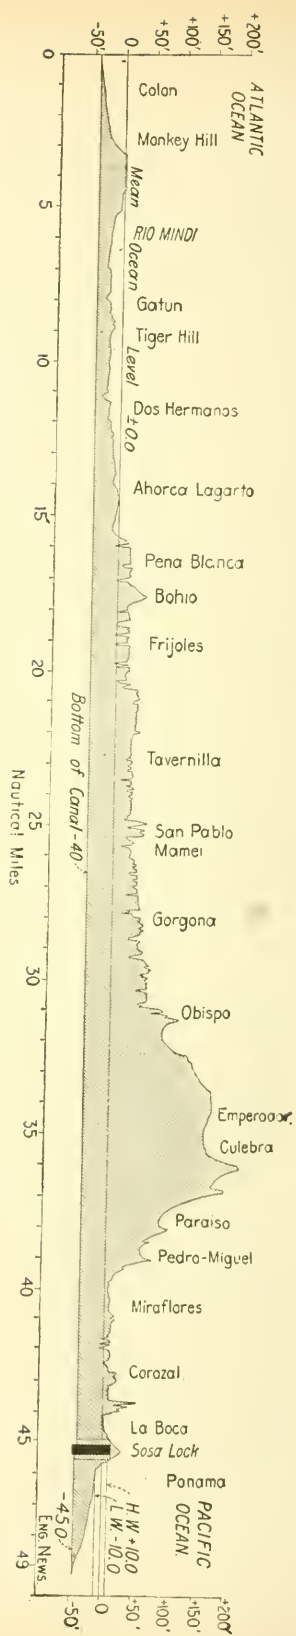 +200'
+150'
+100'
+50'
0
-50'
ATLANTIC
OCEAN
Colon
Monkey Hill
Mean Ocean Level ±0.0
RIO MINDI
Gatun
Tiger Hill
Dos Hermanos
Ahorca Lagarto
Pena Blanca
Bohio
Frijoles
Tavernilla
San Pablo
Mamei
Gorgona
Obispo
Emperador
Culebra
Paraiso
Pedro-Miguel
Miraflores
Corozal
La Boca
Sosa Lock
Panama
PACIFIC
OCEAN.
H.W. +10.0
L.W. -10.0
-45.0
Bottom of Canal -40.
+200'
+150'
+100'
+50'
0
-50'
0
5
10
15
20
25
30
35
40
45
49
Nautical Miles
ENG. NEWS.